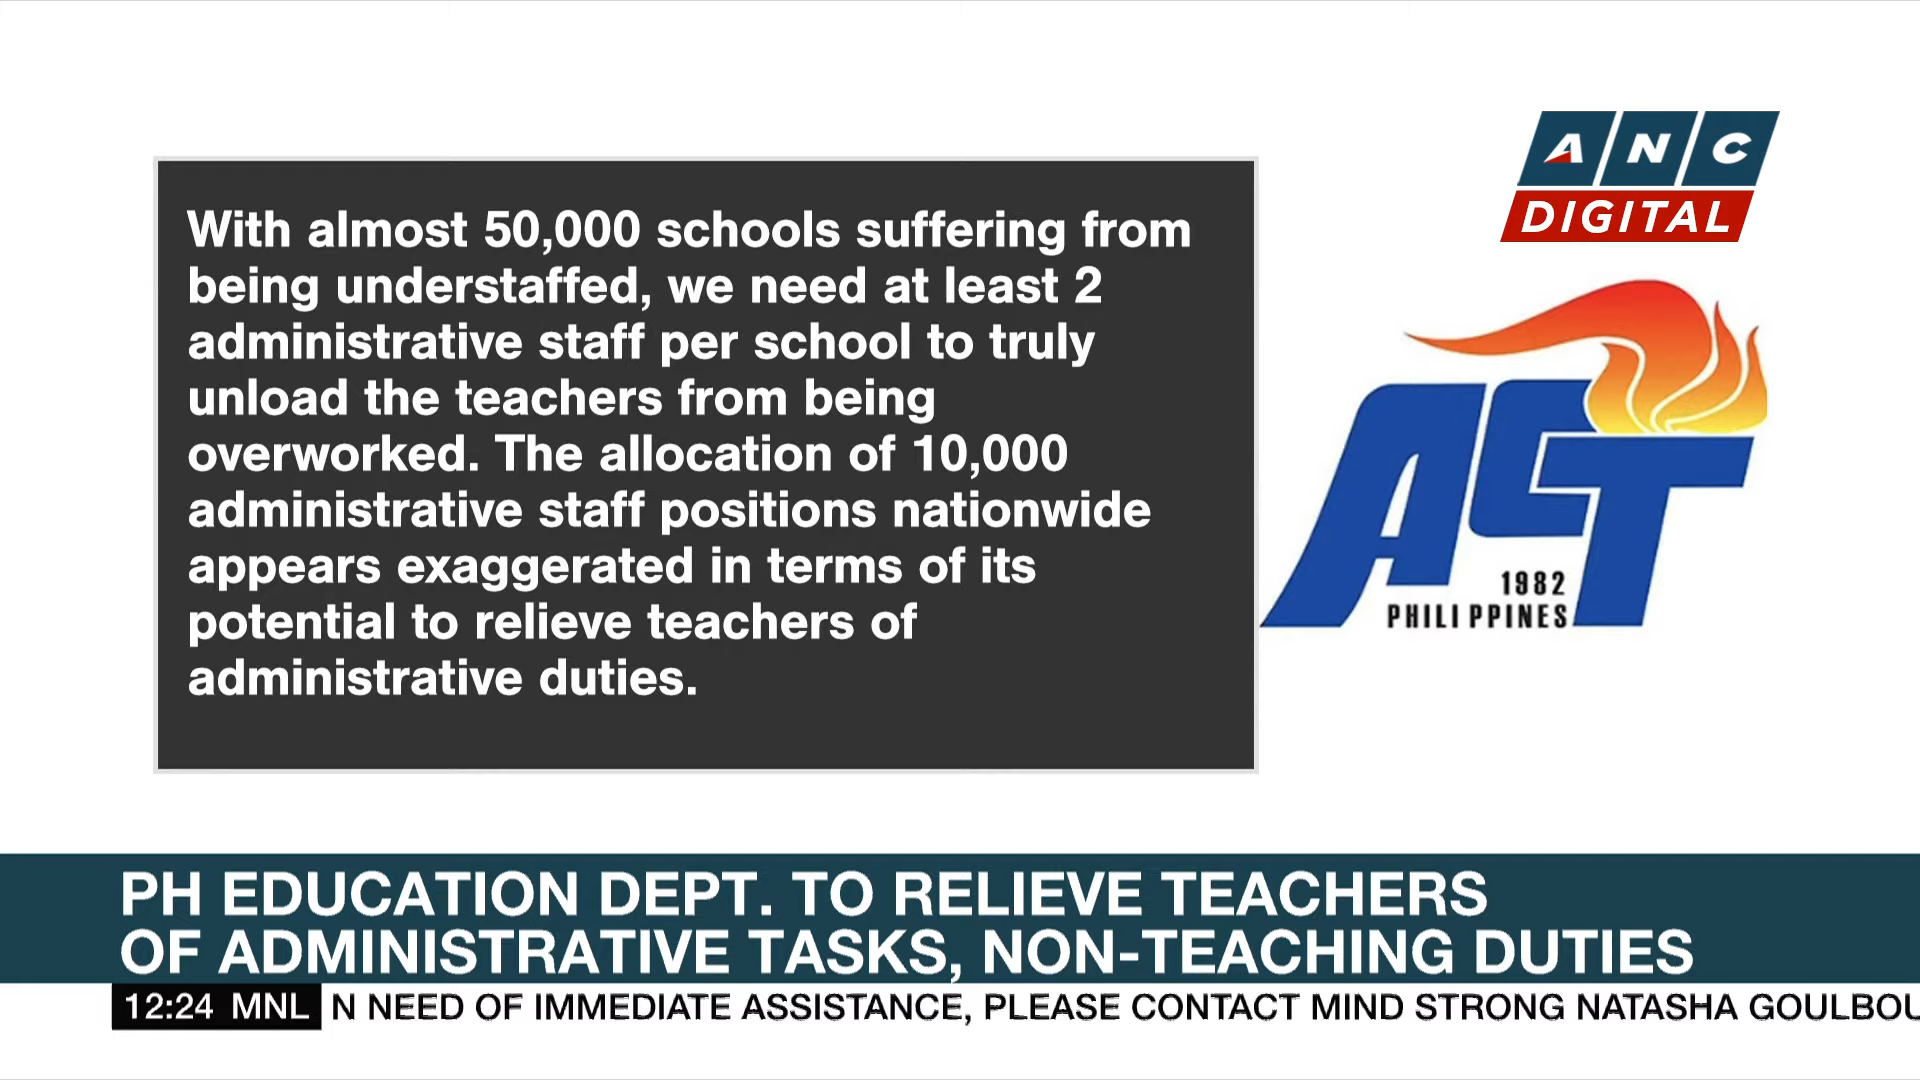 ANC
DIGITAL
With almost 50,000 schools suffering from
being understaffed, we need at least 2
administrative staff per school to truly
unload the teachers from being
overworked. The allocation of 10,000
administrative staff positions nationwide
appears exaggerated in terms of its
potential to relieve teachers of
administrative duties.
ACT
1982
PHILIPPINES
PH EDUCATION DEPT. TO RELIEVE TEACHERS
OF ADMINISTRATIVE TASKS, NON-TEACHING DUTIES
12:24 MNL N NEED OF IMMEDIATE ASSISTANCE, PLEASE CONTACT MIND STRONG NATASHA GOULBOU